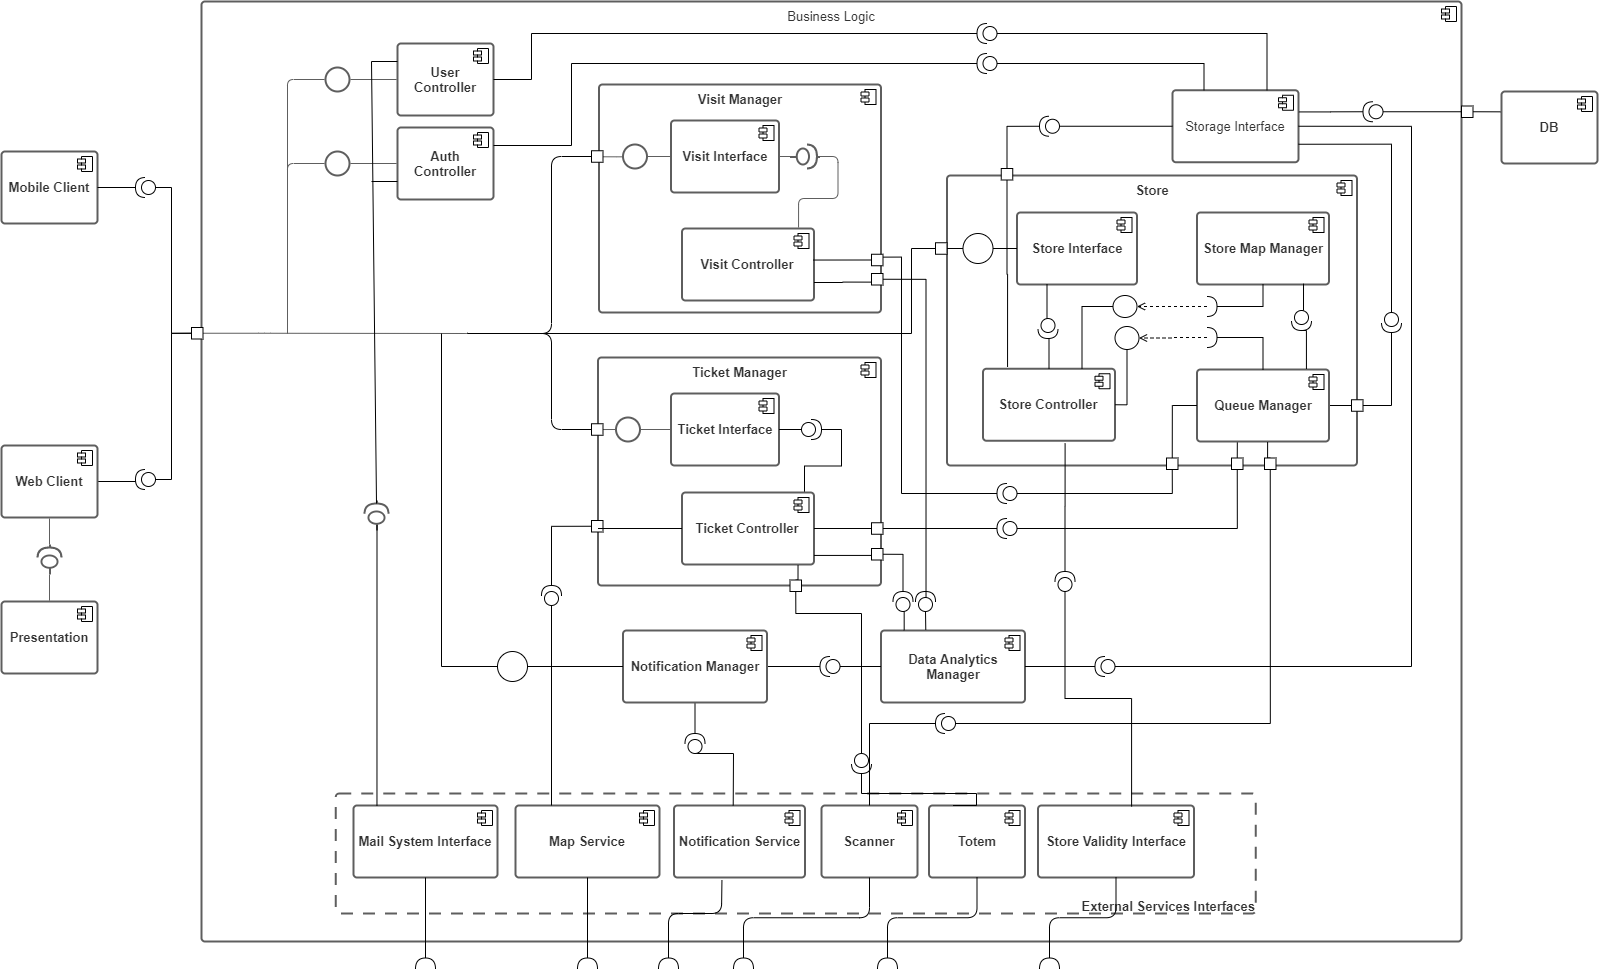 Business Logic
User
Controller
Visit Manager
Storage Interface
DB
Auth
Controller
Visit Interface
Mobile Client
Store
Store Interface
Store Map Manager
Visit Controller
Ticket Manager
Store Controller
Queue Manager
Ticket Interface
Web Client
Ticket Controller
Presentation
Notification Manager
Data Analytics
Manager
Mail System Interface
Map Service
Notification Service
Scanner
Totem
Store Validity Interface
External Services Interfaces